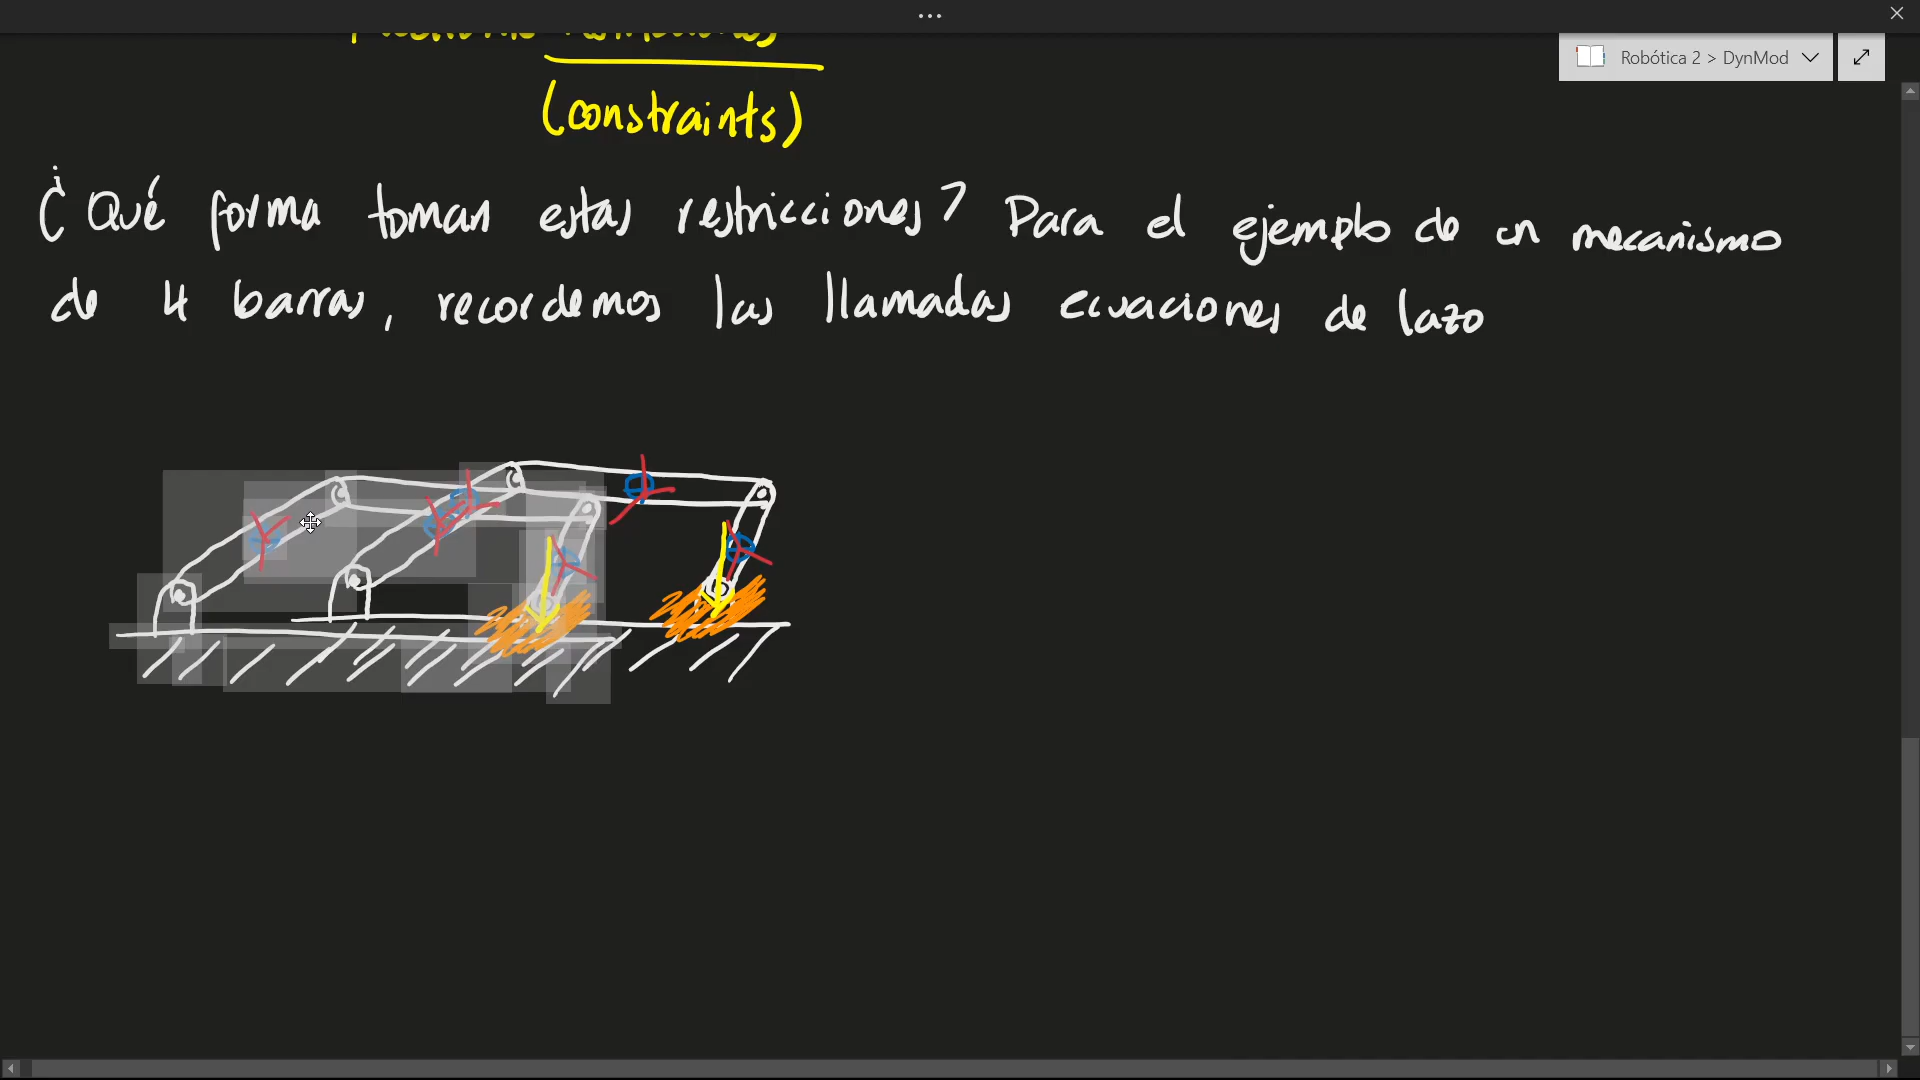 Robótica 2 > DynMod
(constraints)
¿Qué forma toman estas restricciones? Para el ejemplo de un mecanismo
de 4 barras, recordemos las llamadas ecuaciones de lazo